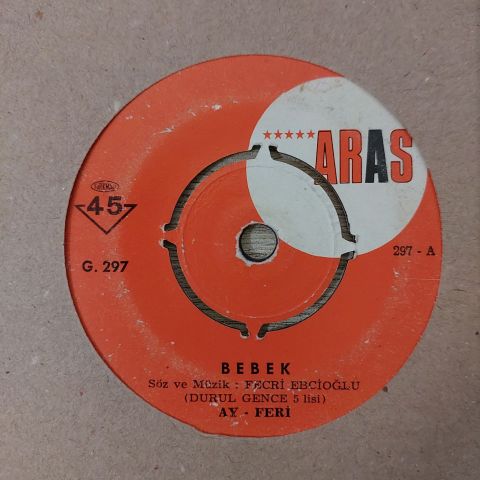 ★★★★★ ARAS
45
G. 297
297 - A
BEBEK
Söz ve Müzik : FECRİ EBCİOĞLU
(DURUL GENCE 5 lisi)
AY - FERİ